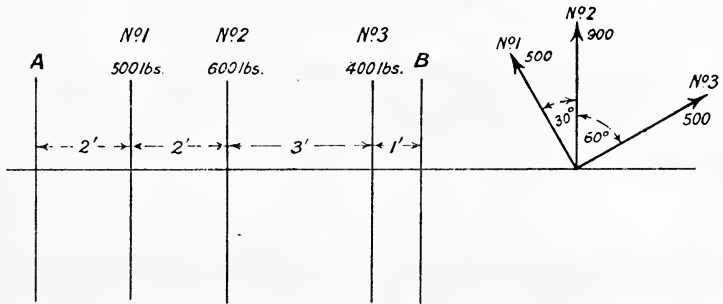 A
Nº1
500 lbs.
Nº2
600 lbs.
Nº3
400 lbs.
B
2'
2'
3'
1'
Nº1
500
Nº2
900
Nº3
500
30°
60°